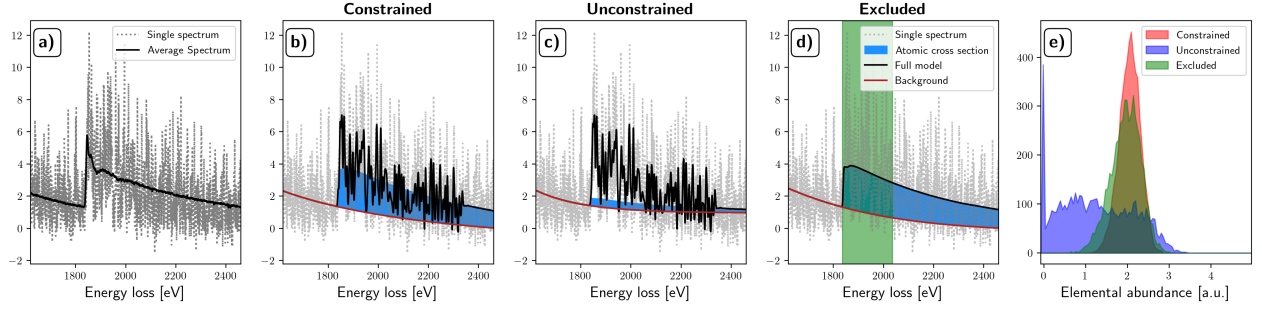 Constrained
Unconstrained
Excluded
a)
Single spectrum
Average Spectrum
12
10
8
6
4
2
0
−2
1800
2000
2200
2400
Energy loss [eV]
b)
12
10
8
6
4
2
0
−2
1800
2000
2200
2400
Energy loss [eV]
c)
12
10
8
6
4
2
0
−2
1800
2000
2200
2400
Energy loss [eV]
d)
Single spectrum
Atomic cross section
Full model
Background
12
10
8
6
4
2
0
−2
1800
2000
2200
2400
Energy loss [eV]
e)
Constrained
Unconstrained
Excluded
400
300
200
100
0
0
1
2
3
4
Elemental abundance [a.u.]